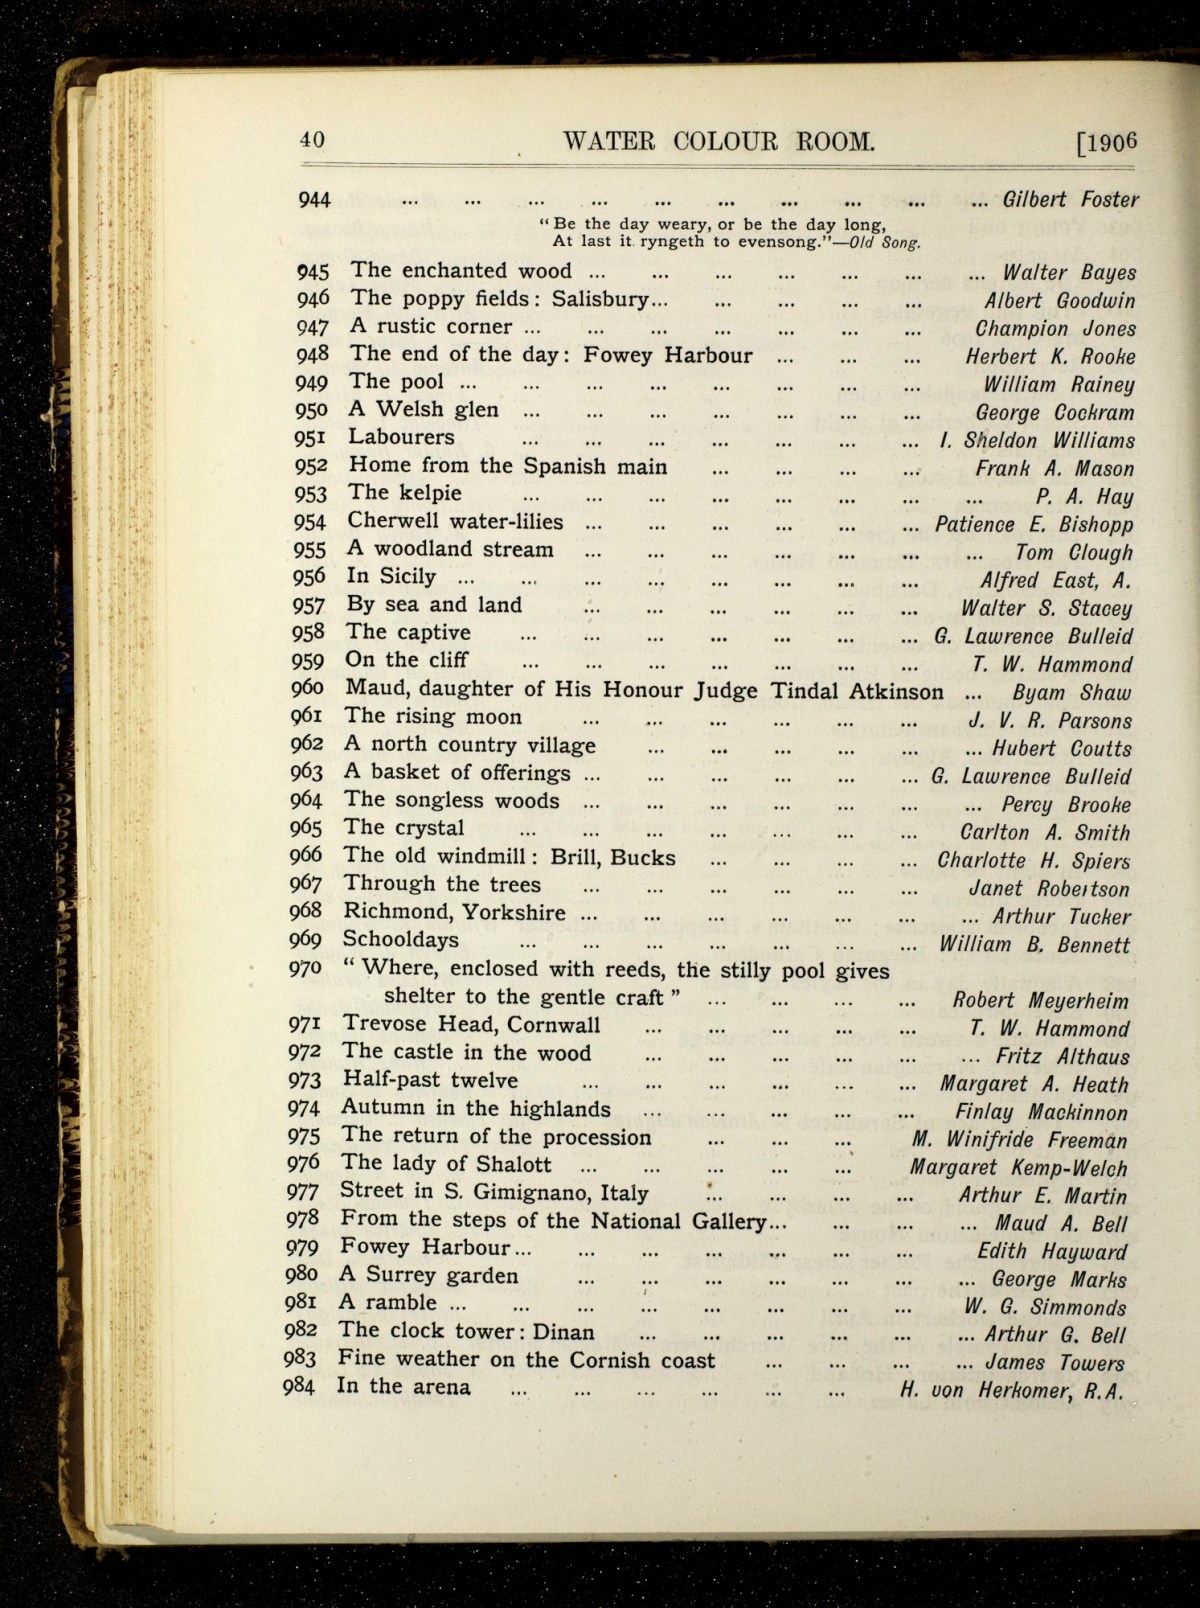 40 WATER COLOUR ROOM. [1906
944 ... ... ... ... ... ... ... ... ... ... Gilbert Foster
“Be the day weary, or be the day long,
At last it ryngeth to evensong.”—Old Song.
945 The enchanted wood ... ... ... ... ... ... ... Walter Bayes
946 The poppy fields: Salisbury... ... ... ... ... Albert Goodwin
947 A rustic corner ... ... ... ... ... ... ... Champion Jones
948 The end of the day: Fowey Harbour ... ... ... Herbert K. Rooke
949 The pool ... ... ... ... ... ... ... ... William Rainey
950 A Welsh glen ... ... ... ... ... ... ... George Cockram
951 Labourers ... ... ... ... ... ... ... I. Sheldon Williams
952 Home from the Spanish main ... ... ... ... Frank A. Mason
953 The kelpie ... ... ... ... ... ... ... ... P. A. Hay
954 Cherwell water-lilies ... ... ... ... ... ... Patience E. Bishopp
955 A woodland stream ... ... ... ... ... ... ... Tom Clough
956 In Sicily ... ... ... ... ... ... ... ... Alfred East, A.
957 By sea and land ... ... ... ... ... ... Walter S. Stacey
958 The captive ... ... ... ... ... ... ... G. Lawrence Bulleid
959 On the cliff ... ... ... ... ... ... ... T. W. Hammond
960 Maud, daughter of His Honour Judge Tindal Atkinson ... Byam Shaw
961 The rising moon ... ... ... ... ... ... J. V. R. Parsons
962 A north country village ... ... ... ... ... ... Hubert Coutts
963 A basket of offerings ... ... ... ... ... ... G. Lawrence Bulleid
964 The songless woods ... ... ... ... ... ... ... Percy Brooke
965 The crystal ... ... ... ... ... ... ... Carlton A. Smith
966 The old windmill: Brill, Bucks ... ... ... ... Charlotte H. Spiers
967 Through the trees ... ... ... ... ... ... Janet Robertson
968 Richmond, Yorkshire ... ... ... ... ... ... ... Arthur Tucker
969 Schooldays ... ... ... ... ... ... ... William B. Bennett
970 “Where, enclosed with reeds, the stilly pool gives
shelter to the gentle craft” ... ... ... ... Robert Meyerheim
971 Trevose Head, Cornwall ... ... ... ... ... T. W. Hammond
972 The castle in the wood ... ... ... ... ... ... Fritz Althaus
973 Half-past twelve ... ... ... ... ... ... Margaret A. Heath
974 Autumn in the highlands ... ... ... ... ... Finlay Mackinnon
975 The return of the procession ... ... ... M. Winifride Freeman
976 The lady of Shalott ... ... ... ... ... Margaret Kemp-Welch
977 Street in S. Gimignano, Italy ... ... ... ... Arthur E. Martin
978 From the steps of the National Gallery... ... ... ... Maud A. Bell
979 Fowey Harbour... ... ... ... ... ... ... Edith Hayward
980 A Surrey garden ... ... ... ... ... ... ... George Marks
981 A ramble ... ... ... ... ... ... ... ... W. G. Simmonds
982 The clock tower: Dinan ... ... ... ... ... ... Arthur G. Bell
983 Fine weather on the Cornish coast ... ... ... ... James Towers
984 In the arena ... ... ... ... ... ... H. von Herkomer, R.A.